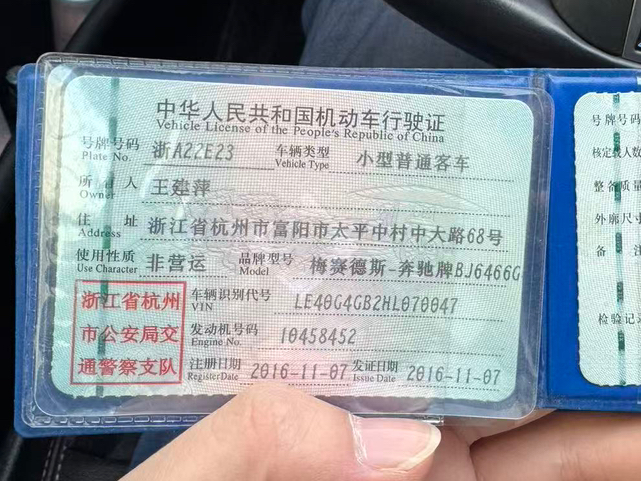 中华人民共和国机动车行驶证
Vehicle License of the People's Republic of China
号牌号码 浙A22E23 车辆类型 小型普通客车
Plate No. Vehicle Type
所有人 王建萍
Owner
住址 浙江省杭州市富阳市太平中村中大路68号
Address
使用性质 非营运 品牌型号 梅赛德斯-奔驰牌BJ6466G
Use Character Model
浙江省杭州
市公安局交
通警察支队
车辆识别代号 LE40G4GB2HL070047
VIN
发动机号码 10458452
Engine No.
注册日期 2016-11-07 发证日期 2016-11-07
Register Date Issue Date
号牌号码
核定载人数
整备质量
外廓尺寸
备注
检验记录